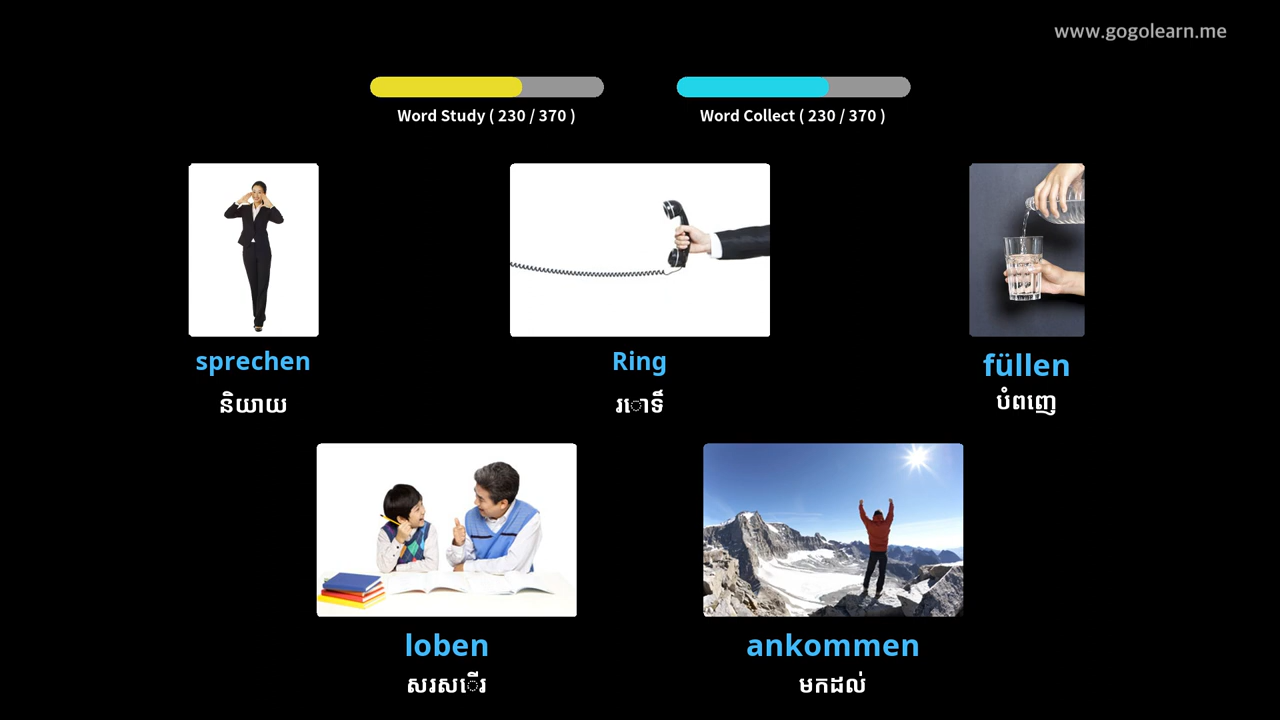 www.gogolearn.me
Word Study ( 230 / 370 )
Word Collect ( 230 / 370 )
sprechen
និយាយ
Ring
រោទ៍
füllen
បំពញេ
loben
សរសើរ
ankommen
មកដល់